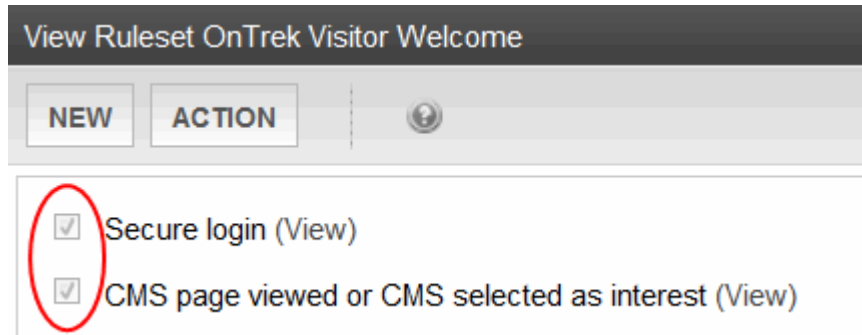 View Ruleset OnTrek Visitor Welcome
NEW ACTION
Secure login (View)
CMS page viewed or CMS selected as interest (View)